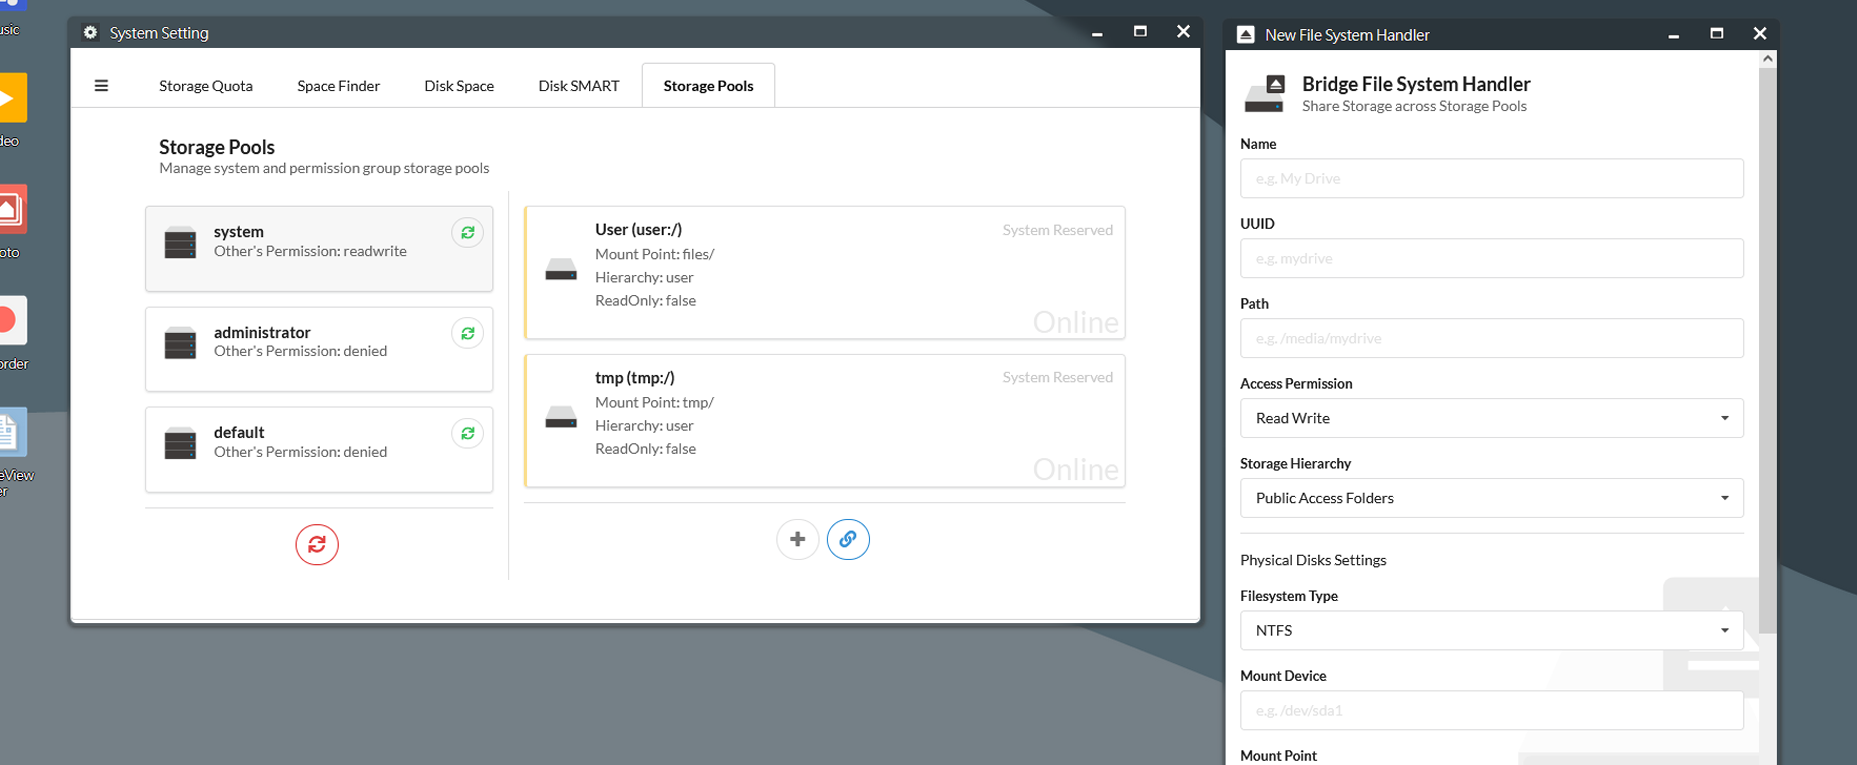 usic
deo
oto
order
eView
er
System Setting
Storage Quota
Space Finder
Disk Space
Disk SMART
Storage Pools
Storage Pools
Manage system and permission group storage pools
system
Other's Permission: readwrite
administrator
Other's Permission: denied
default
Other's Permission: denied
User (user:/)
System Reserved
Mount Point: files/
Hierarchy: user
ReadOnly: false
Online
tmp (tmp:/)
System Reserved
Mount Point: tmp/
Hierarchy: user
ReadOnly: false
Online
New File System Handler
Bridge File System Handler
Share Storage across Storage Pools
Name
e.g. My Drive
UUID
e.g. mydrive
Path
e.g. /media/mydrive
Access Permission
Read Write
Storage Hierarchy
Public Access Folders
Physical Disks Settings
Filesystem Type
NTFS
Mount Device
e.g. /dev/sda1
Mount Point